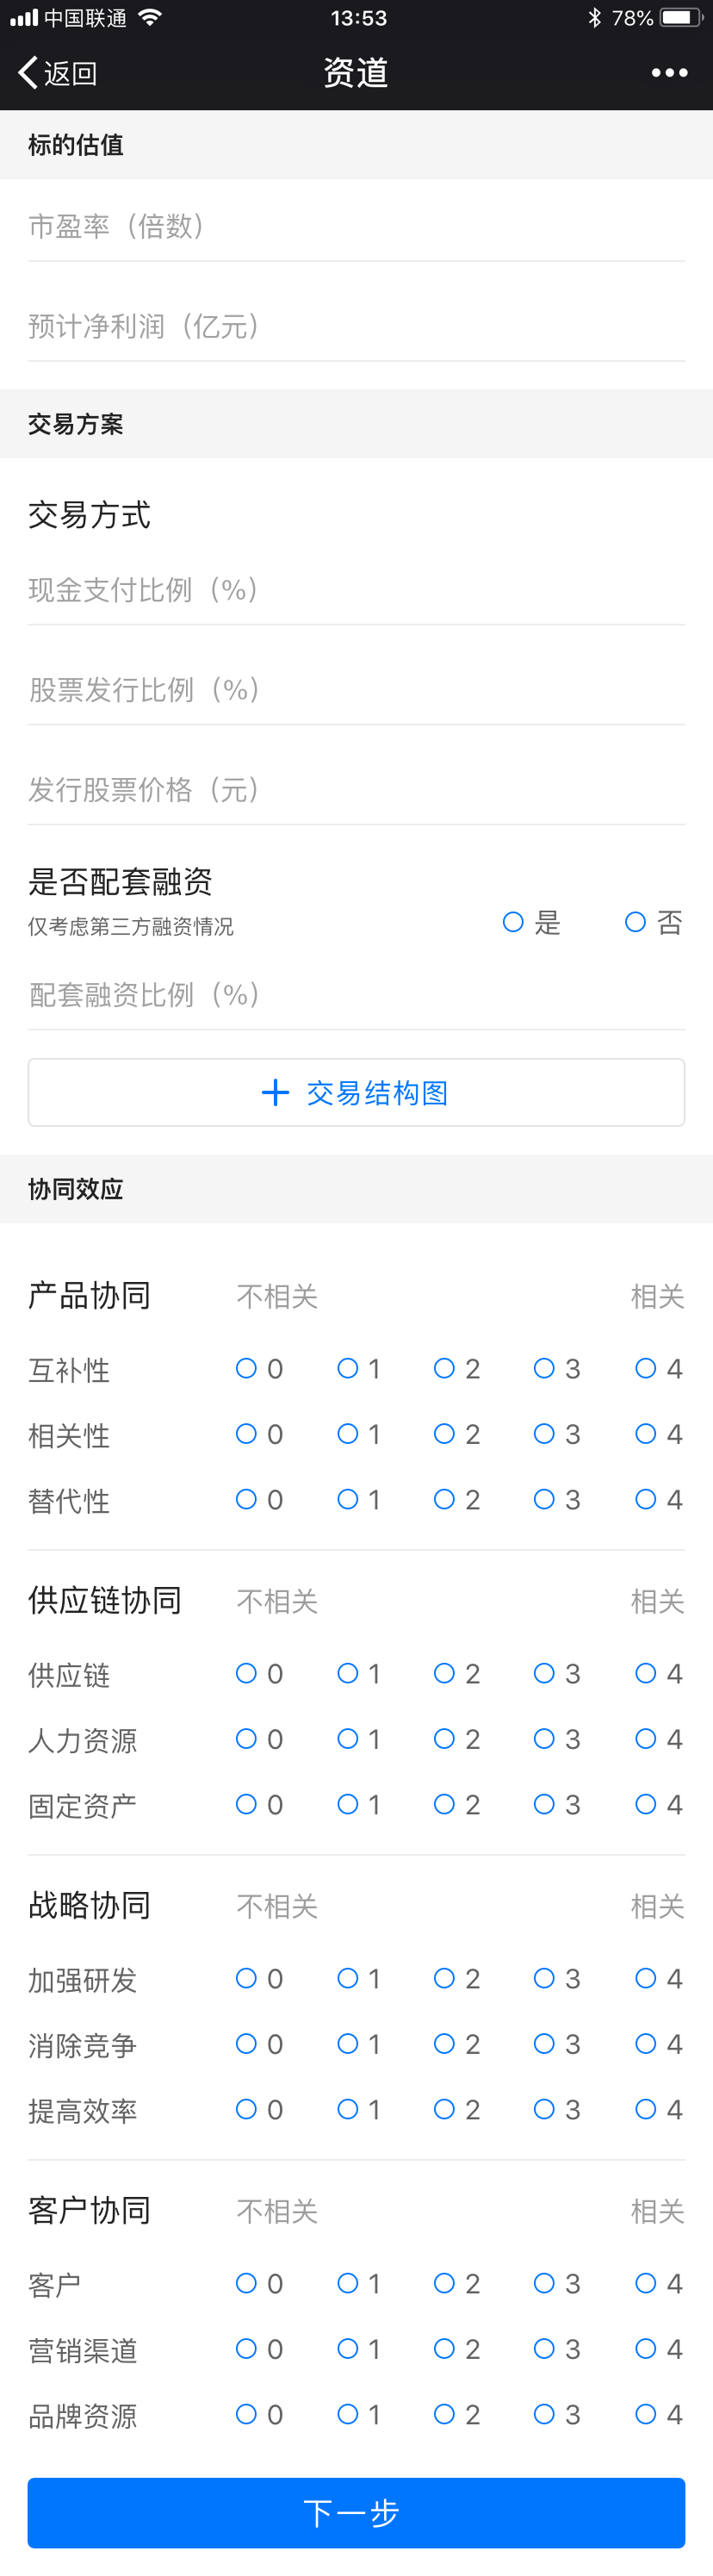 中国联通 13:53 78%
返回 资道
标的估值
市盈率（倍数）
预计净利润（亿元）
交易方案
交易方式
现金支付比例（%）
股票发行比例（%）
发行股票价格（元）
是否配套融资
仅考虑第三方融资情况 是 否
配套融资比例（%）
交易结构图
协同效应
产品协同 不相关 相关
互补性 0 1 2 3 4
相关性 0 1 2 3 4
替代性 0 1 2 3 4
供应链协同 不相关 相关
供应链 0 1 2 3 4
人力资源 0 1 2 3 4
固定资产 0 1 2 3 4
战略协同 不相关 相关
加强研发 0 1 2 3 4
消除竞争 0 1 2 3 4
提高效率 0 1 2 3 4
客户协同 不相关 相关
客户 0 1 2 3 4
营销渠道 0 1 2 3 4
品牌资源 0 1 2 3 4
下一步